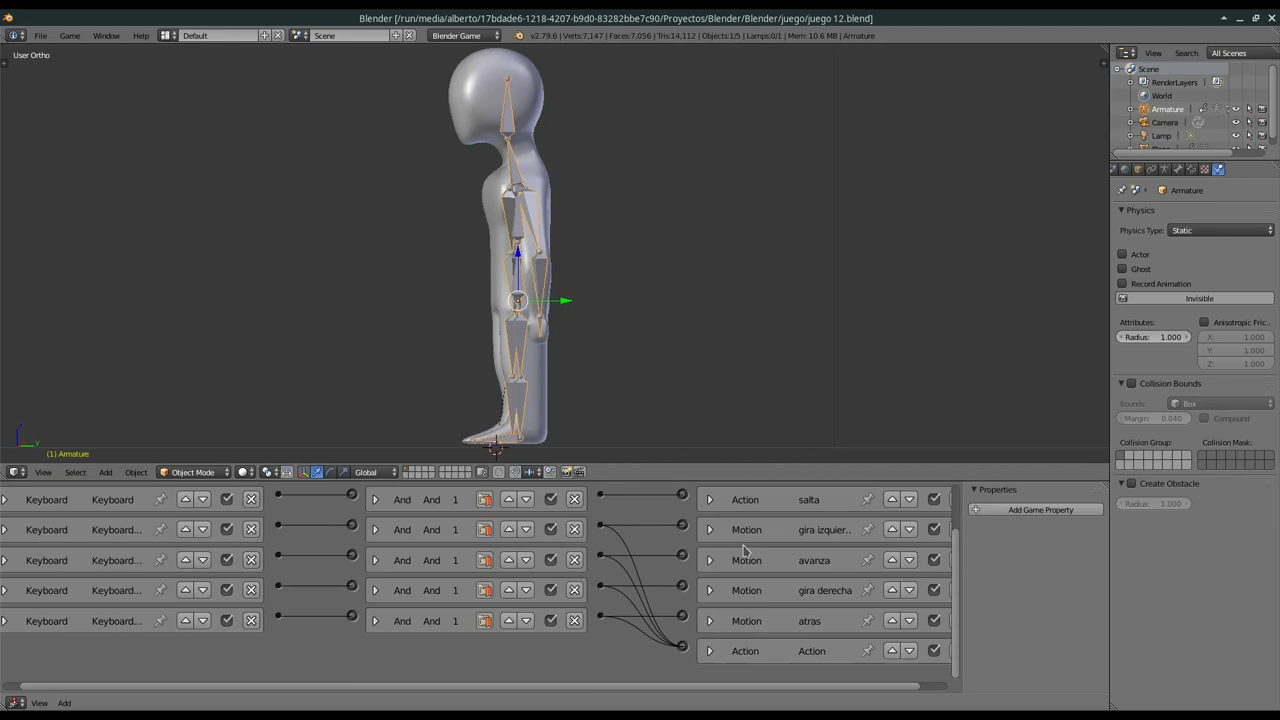 Blender [/run/media/alberto/17bdade6-1218-4207-b9d0-83282bbe7c90/Proyectos/Blender/Blender/juego/juego 12.blend]
File Game Window Help Default Scene Blender Game v2.79.6 | Verts:7,147 | Faces:7,056 | Tris:14,112 | Objects:1/5 | Lamps:0/1 | Mem: 10.6 MB | Armature
User Ortho
View Search All Scenes
Scene
RenderLayers
World
Armature
Camera
Lamp
Armature
Physics
Physics Type: Static
Actor
Ghost
Record Animation
Invisible
Attributes: Anisotropic Fric...
Radius: 1.000 X: 1.000
Y: 1.000
Z: 1.000
Collision Bounds
Bounds: Box
Margin: 0.040 Compound
Collision Group: Collision Mask:
Create Obstacle
Radius: 1.000
z
y
(1) Armature
View Select Add Object Object Mode Global
Keyboard Keyboard And And 1 Action salta
Keyboard Keyboard... And And 1 Motion gira izquier..
Keyboard Keyboard... And And 1 Motion avanza
Keyboard Keyboard... And And 1 Motion gira derecha
Keyboard Keyboard... And And 1 Motion atras
Action Action
Properties
Add Game Property
View Add